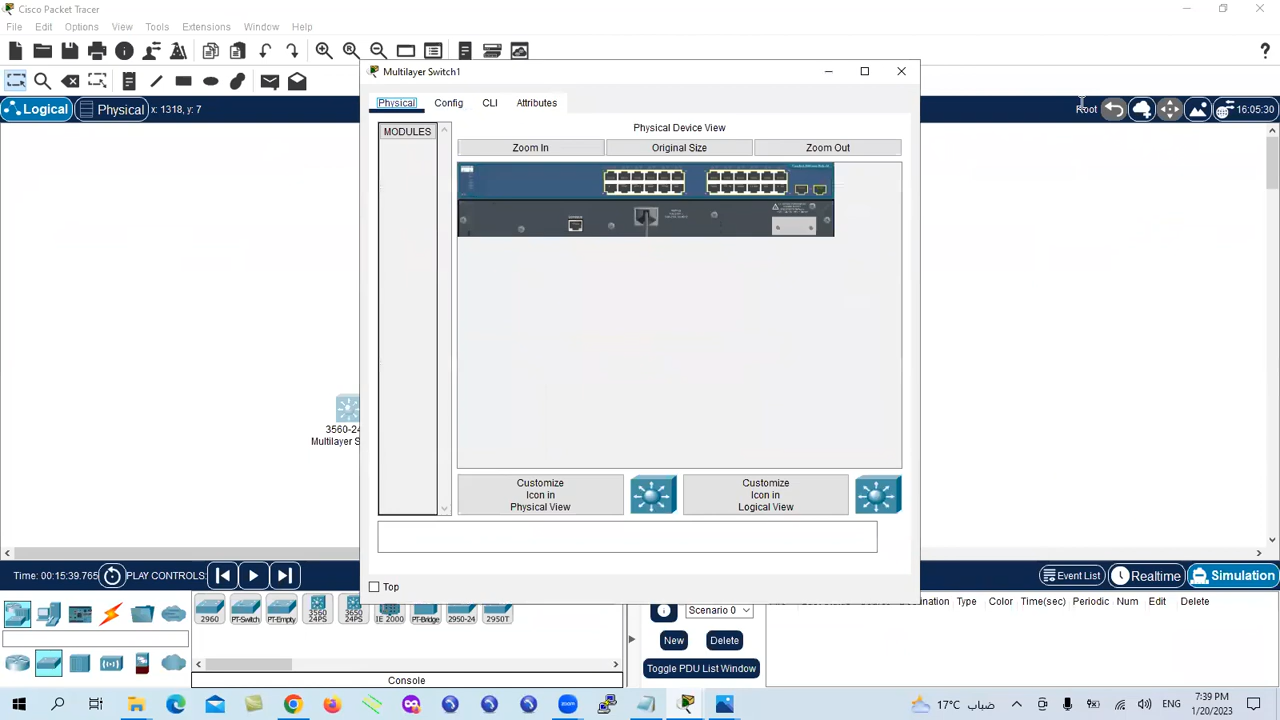 Cisco Packet Tracer
File Edit Options View Tools Extensions Window Help
Multilayer Switch1
Physical Config CLI Attributes
Logical Physical x: 1318, y: 7
Root 16:05:30
MODULES
Physical Device View
Zoom In Original Size Zoom Out
3560-24
Multilayer S
Customize
Icon in
Physical View
Customize
Icon in
Logical View
Top
Time: 00:15:39.765 PLAY CONTROLS:
Event List Realtime Simulation
2960 PT-Switch PT-Empty 3560 24PS 3650 24PS IE 2000 PT-Bridge 2950-24 2950T
Scenario 0
Type Color Time(sec) Periodic Num Edit Delete
New Delete
Toggle PDU List Window
Console
17°C ضباب
ENG
7:39 PM
1/20/2023